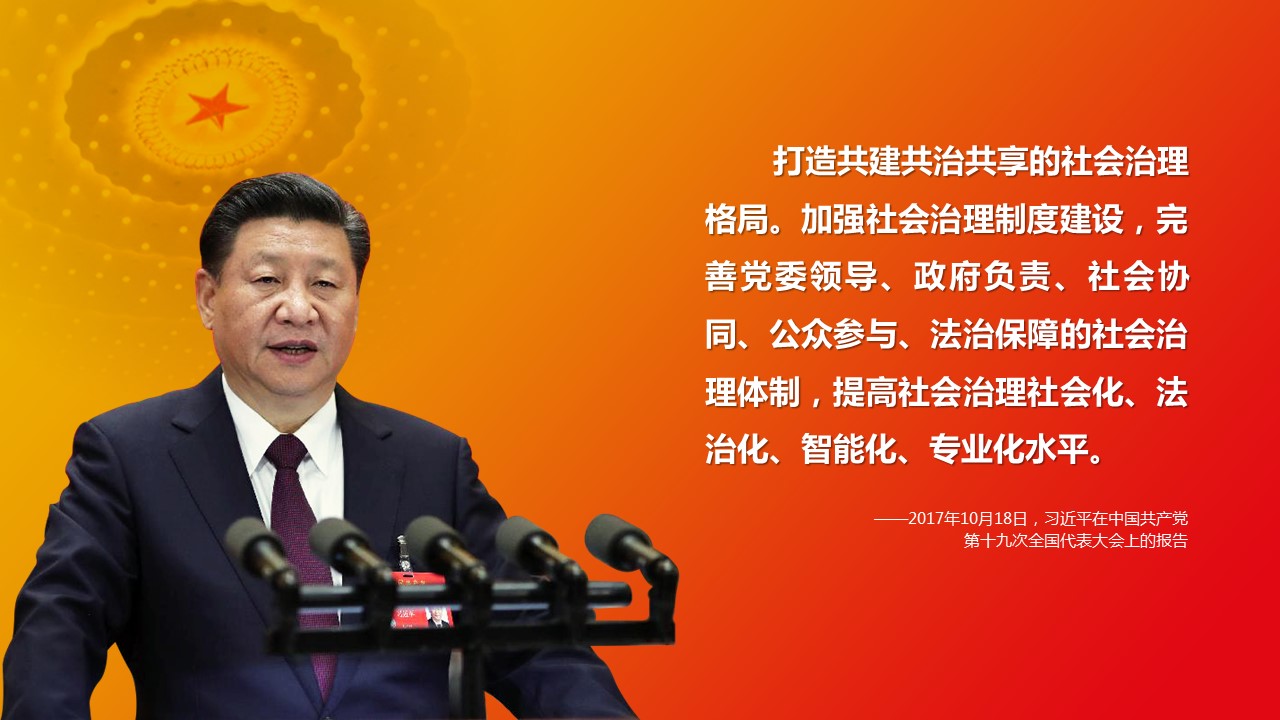 打造共建共治共享的社会治理
格局。加强社会治理制度建设，完
善党委领导、政府负责、社会协
同、公众参与、法治保障的社会治
理体制，提高社会治理社会化、法
治化、智能化、专业化水平。
——2017年10月18日，习近平在中国共产党
第十九次全国代表大会上的报告